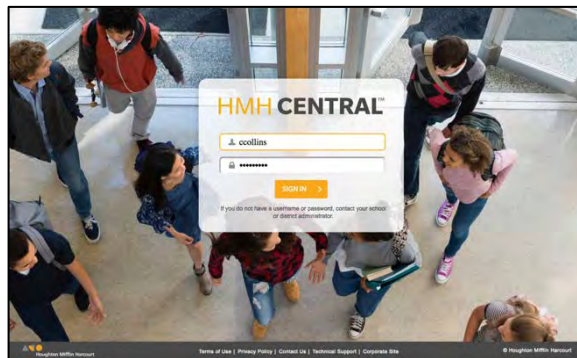 HMH CENTRAL™
ccollins
•••••••••
SIGN IN >
If you do not have a username or password, contact your school
or district administrator.
Houghton Mifflin Harcourt
Terms of Use | Privacy Policy | Contact Us | Technical Support | Corporate Site
© Houghton Mifflin Harcourt